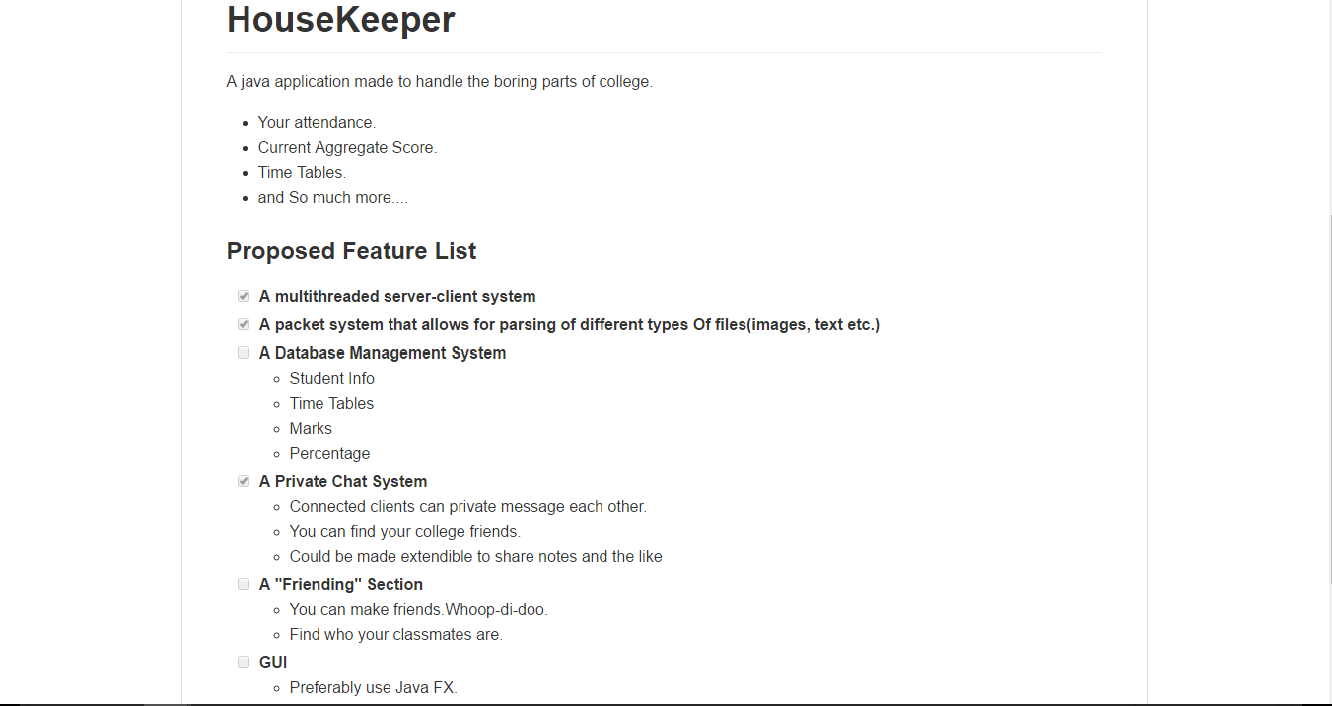 HouseKeeper
A java application made to handle the boring parts of college.
Your attendance.
Current Aggregate Score.
Time Tables.
and So much more....
Proposed Feature List
A multithreaded server-client system
A packet system that allows for parsing of different types Of files(images, text etc.)
A Database Management System
Student Info
Time Tables
Marks
Percentage
A Private Chat System
Connected clients can private message each other.
You can find your college friends.
Could be made extendible to share notes and the like
A "Friending" Section
You can make friends.Whoop-di-doo.
Find who your classmates are.
GUI
Preferably use Java FX.